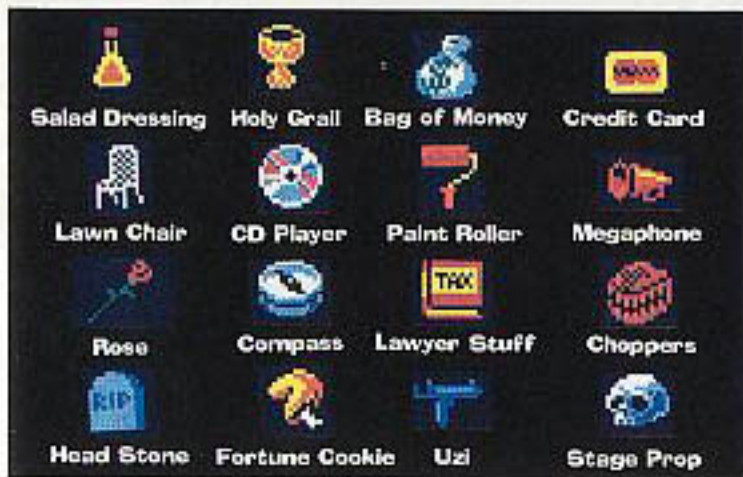 Salad Dressing Holy Grail Bag of Money Credit Card
Lawn Chair CD Player Paint Roller Megaphone
Rose Compass TAX Lawyer Stuff Choppers
RIP Head Stone Fortune Cookie Uzi Stage Prop